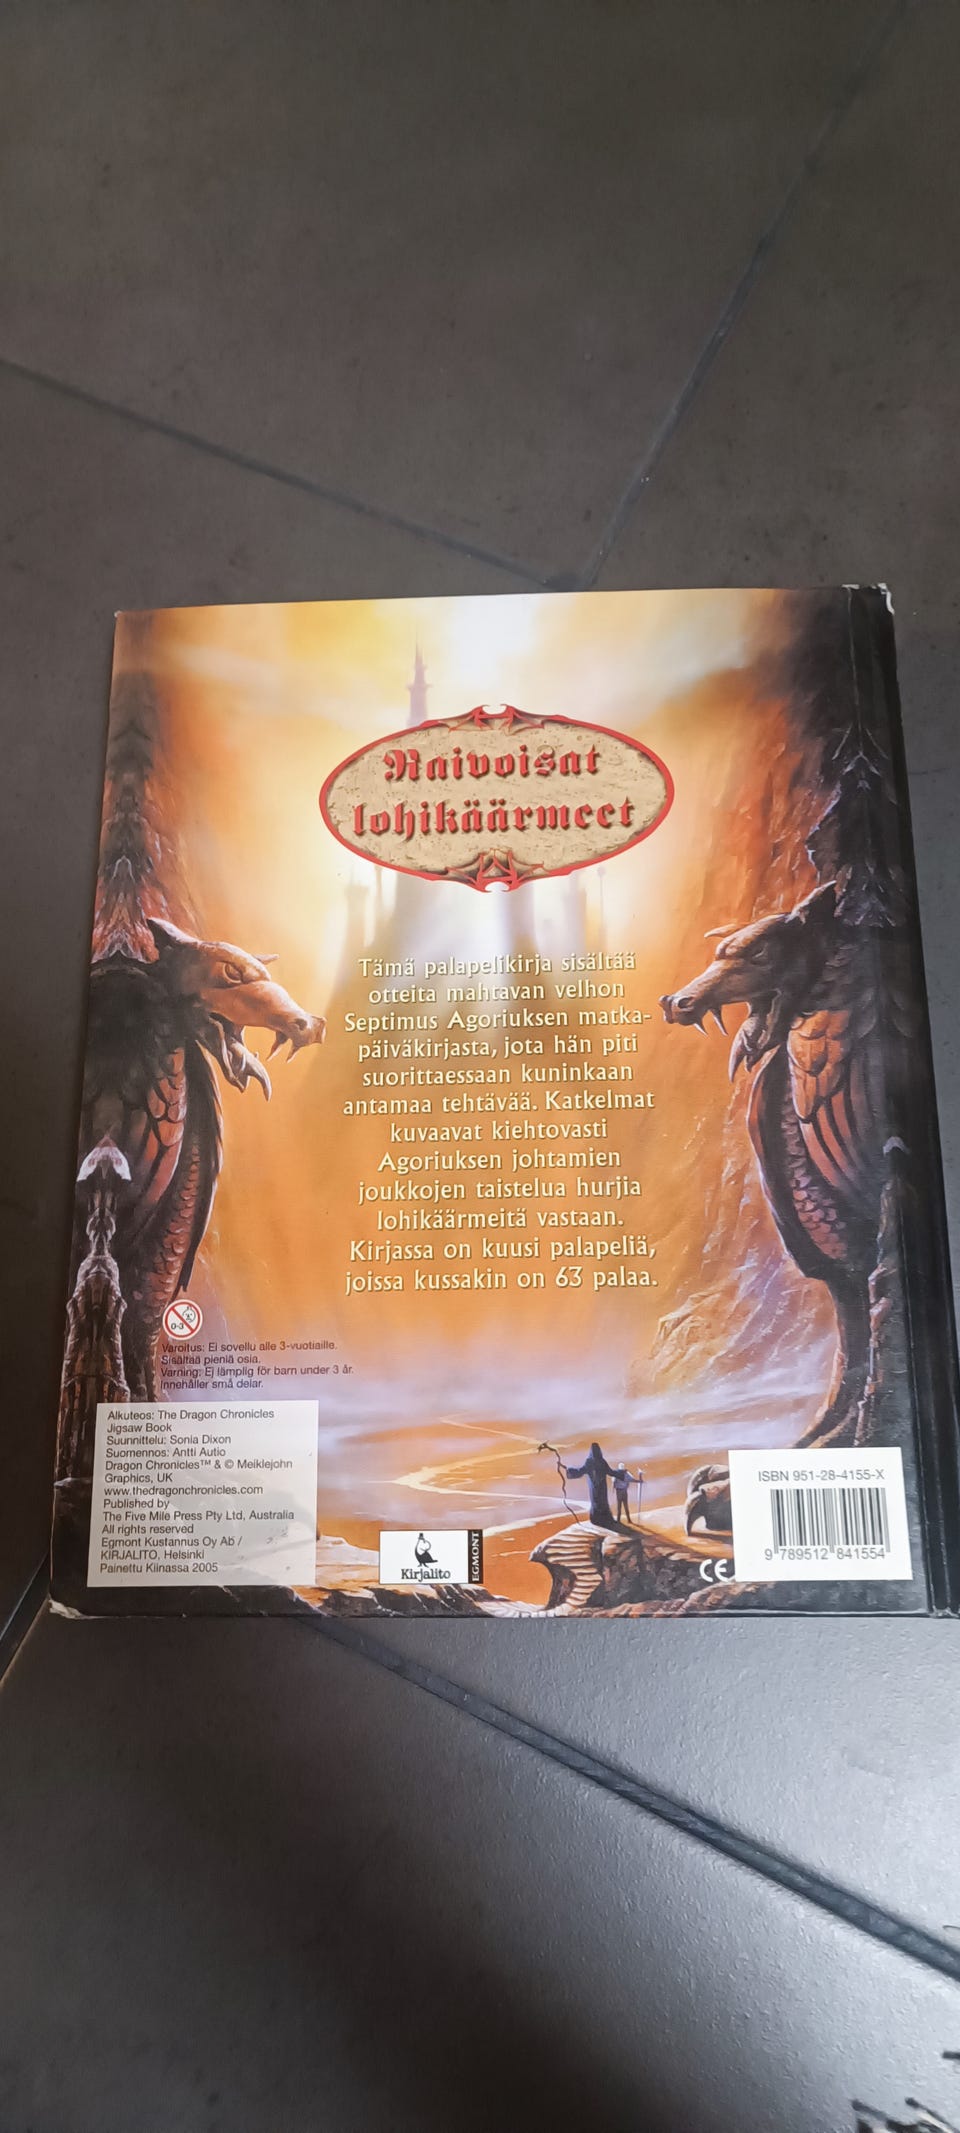 Raivoisat
lohikäärmeet
Tämä palapelikirja sisältää
otteita mahtavan velhon
Septimus Agoriuksen matka-
päiväkirjasta, jota hän piti
suorittaessaan kuninkaan
antamaa tehtävää. Katkelmat
kuvaavat kiehtovasti
Agoriuksen johtamien
joukkojen taistelua hurjia
lohikäärmeitä vastaan.
Kirjassa on kuusi palapeliä,
joissa kussakin on 63 palaa.
0-3
Varoitus: Ei sovellu alle 3-vuotiaille.
Sisältää pieniä osia.
Varning: Ej lämplig för barn under 3 år.
Innehåller små delar.
Alkuteos: The Dragon Chronicles
Jigsaw Book
Suunnittelu: Sonia Dixon
Suomennos: Antti Autio
Dragon Chronicles™ & © Meiklejohn
Graphics, UK
www.thedragonchronicles.com
Published by
The Five Mile Press Pty Ltd, Australia
All rights reserved
Egmont Kustannus Oy Ab /
KIRJALITO, Helsinki
Painettu Kiinassa 2005
Kirjalito
EGMONT
CE
ISBN 951-28-4155-X
9 789512 841554